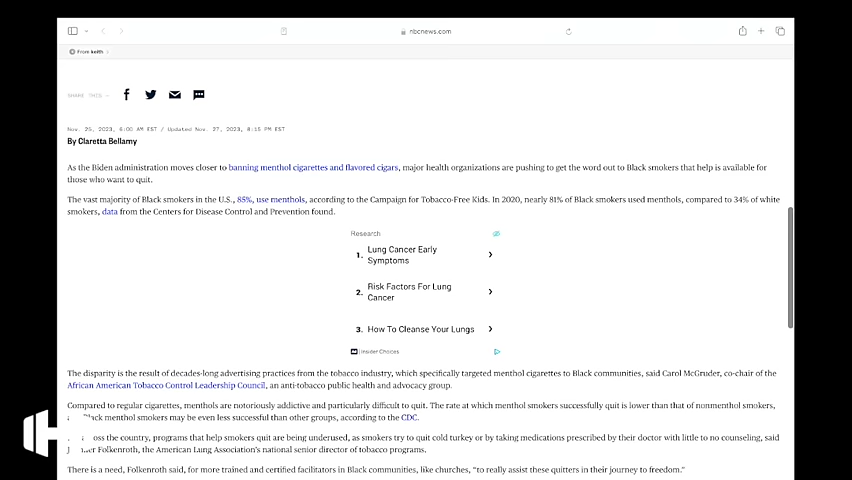 nbcnews.com
From keith
SHARE THIS —
Nov. 25, 2023, 6:00 AM EST / Updated Nov. 27, 2023, 8:15 PM EST
By Claretta Bellamy
As the Biden administration moves closer to banning menthol cigarettes and flavored cigars, major health organizations are pushing to get the word out to Black smokers that help is available for
those who want to quit.
The vast majority of Black smokers in the U.S., 85%, use menthols, according to the Campaign for Tobacco-Free Kids. In 2020, nearly 81% of Black smokers used menthols, compared to 34% of white
smokers, data from the Centers for Disease Control and Prevention found.
Research
1. Lung Cancer Early
Symptoms
2. Risk Factors For Lung
Cancer
3. How To Cleanse Your Lungs
Ad Insider Choices
The disparity is the result of decades-long advertising practices from the tobacco industry, which specifically targeted menthol cigarettes to Black communities, said Carol McGruder, co-chair of the
African American Tobacco Control Leadership Council, an anti-tobacco public health and advocacy group.
Compared to regular cigarettes, menthols are notoriously addictive and particularly difficult to quit. The rate at which menthol smokers successfully quit is lower than that of nonmenthol smokers,
menthol smokers may be even less successful than other groups, according to the CDC.
oss the country, programs that help smokers quit are being underused, as smokers try to quit cold turkey or by taking medications prescribed by their doctor with little to no counseling, said
Folkenroth, the American Lung Association's national senior director of tobacco programs.
There is a need, Folkenroth said, for more trained and certified facilitators in Black communities, like churches, “to really assist these quitters in their journey to freedom.”